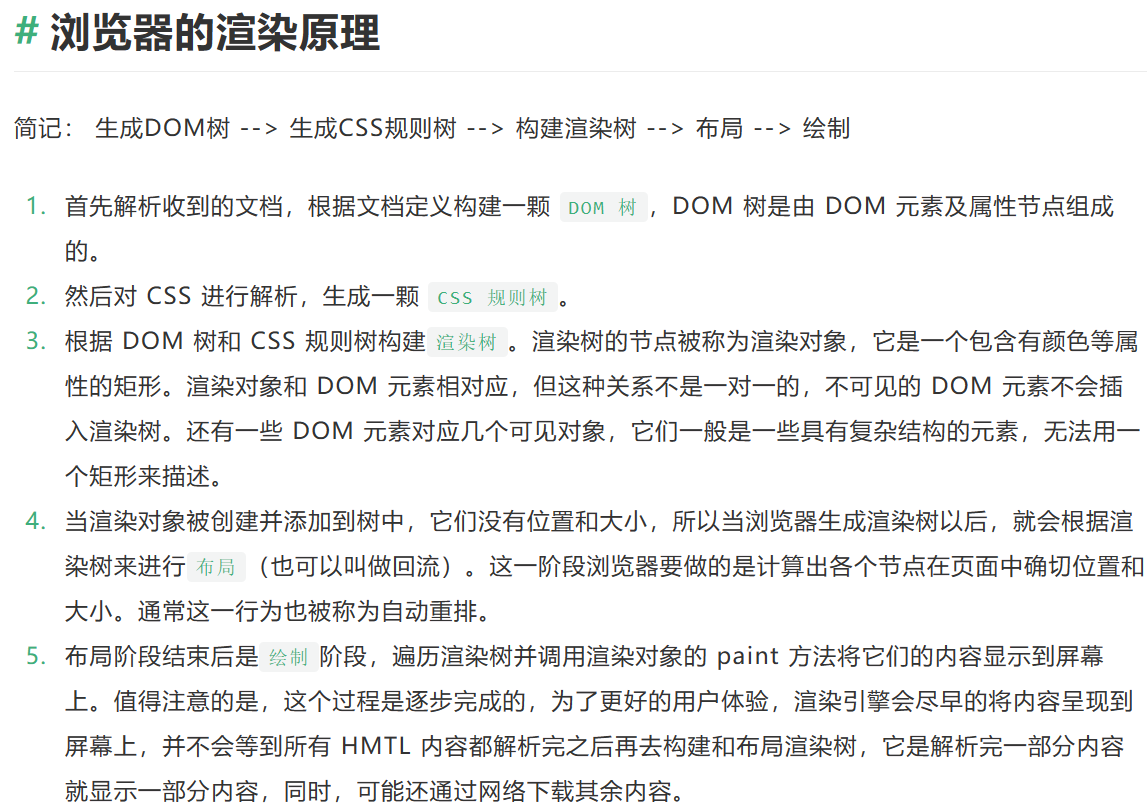 # 浏览器的渲染原理
简记： 生成DOM树 --> 生成CSS规则树 --> 构建渲染树 --> 布局 --> 绘制
1. 首先解析收到的文档，根据文档定义构建一颗 DOM 树，DOM 树是由 DOM 元素及属性节点组成
的。
2. 然后对 CSS 进行解析，生成一颗 CSS 规则树。
3. 根据 DOM 树和 CSS 规则树构建渲染树。渲染树的节点被称为渲染对象，它是一个包含有颜色等属
性的矩形。渲染对象和 DOM 元素相对应，但这种关系不是一对一的，不可见的 DOM 元素不会插
入渲染树。还有一些 DOM 元素对应几个可见对象，它们一般是一些具有复杂结构的元素，无法用一
个矩形来描述。
4. 当渲染对象被创建并添加到树中，它们没有位置和大小，所以当浏览器生成渲染树以后，就会根据渲
染树来进行布局（也可以叫做回流）。这一阶段浏览器要做的是计算出各个节点在页面中确切位置和
大小。通常这一行为也被称为自动重排。
5. 布局阶段结束后是绘制阶段，遍历渲染树并调用渲染对象的 paint 方法将它们的内容显示到屏幕
上。值得注意的是，这个过程是逐步完成的，为了更好的用户体验，渲染引擎会尽早的将内容呈现到
屏幕上，并不会等到所有 HMTL 内容都解析完之后再去构建和布局渲染树，它是解析完一部分内容
就显示一部分内容，同时，可能还通过网络下载其余内容。